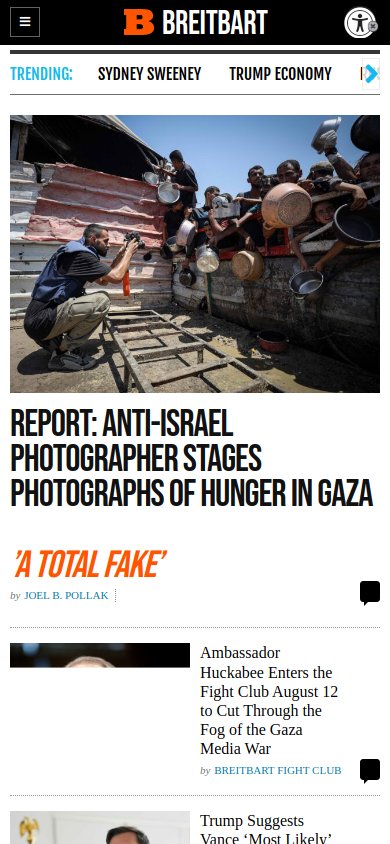 BREITBART
TRENDING: SYDNEY SWEENEY TRUMP ECONOMY
REPORT: ANTI-ISRAEL
PHOTOGRAPHER STAGES
PHOTOGRAPHS OF HUNGER IN GAZA
'A TOTAL FAKE'
by JOEL B. POLLAK
Ambassador
Huckabee Enters the
Fight Club August 12
to Cut Through the
Fog of the Gaza
Media War
by BREITBART FIGHT CLUB
Trump Suggests
Vance ‘Most Likely’